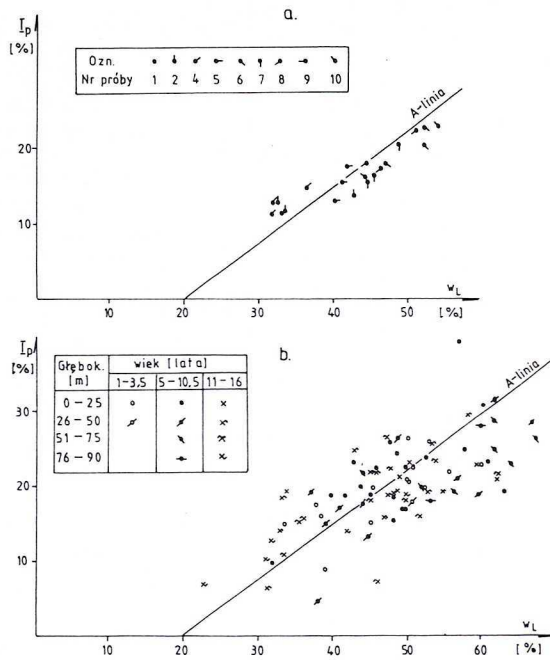 a.
Ip
[%]
Ozn.
Nr próby 1 2 4 5 6 7 8 9 10
A-linia
20
10
wL
10 20 30 40 50 [%]
b.
Ip
[%]
Głębok. [m] wiek [lata]
1-3,5 5-10,5 11-16
0-25
26-50
51-75
76-90
A-linia
30
20
10
wL
10 20 30 40 50 60 [%]